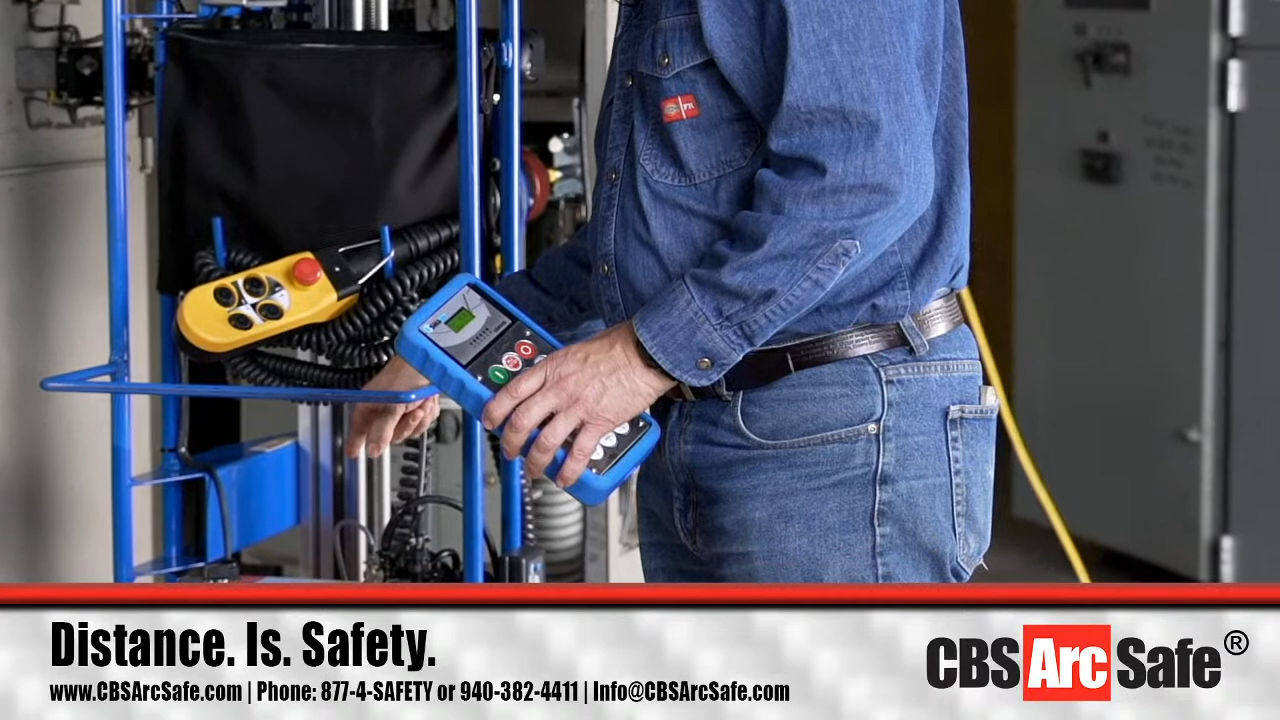 FR
Distance. Is. Safety.
www.CBSArcSafe.com | Phone: 877-4-SAFETY or 940-382-4411 | Info@CBSArcSafe.com
CBS Arc Safe®